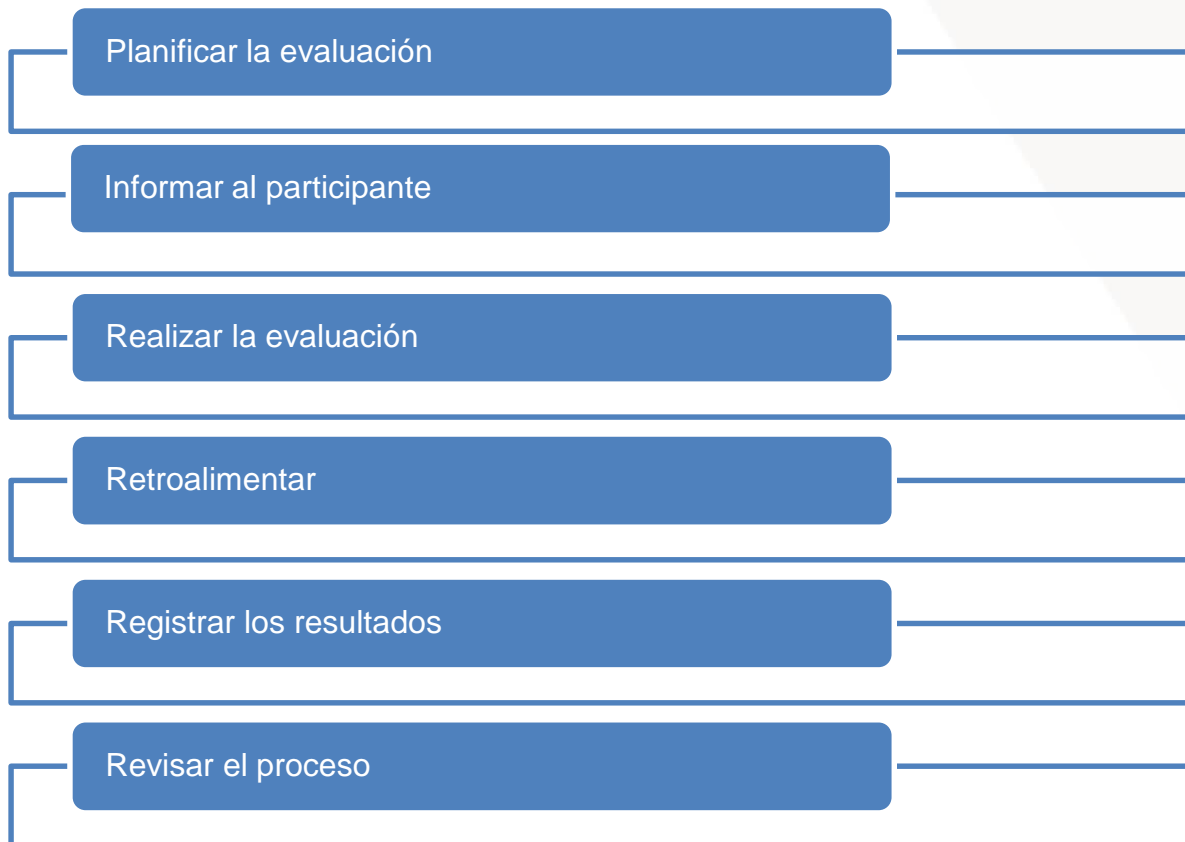 Planificar la evaluación
Informar al participante
Realizar la evaluación
Retroalimentar
Registrar los resultados
Revisar el proceso